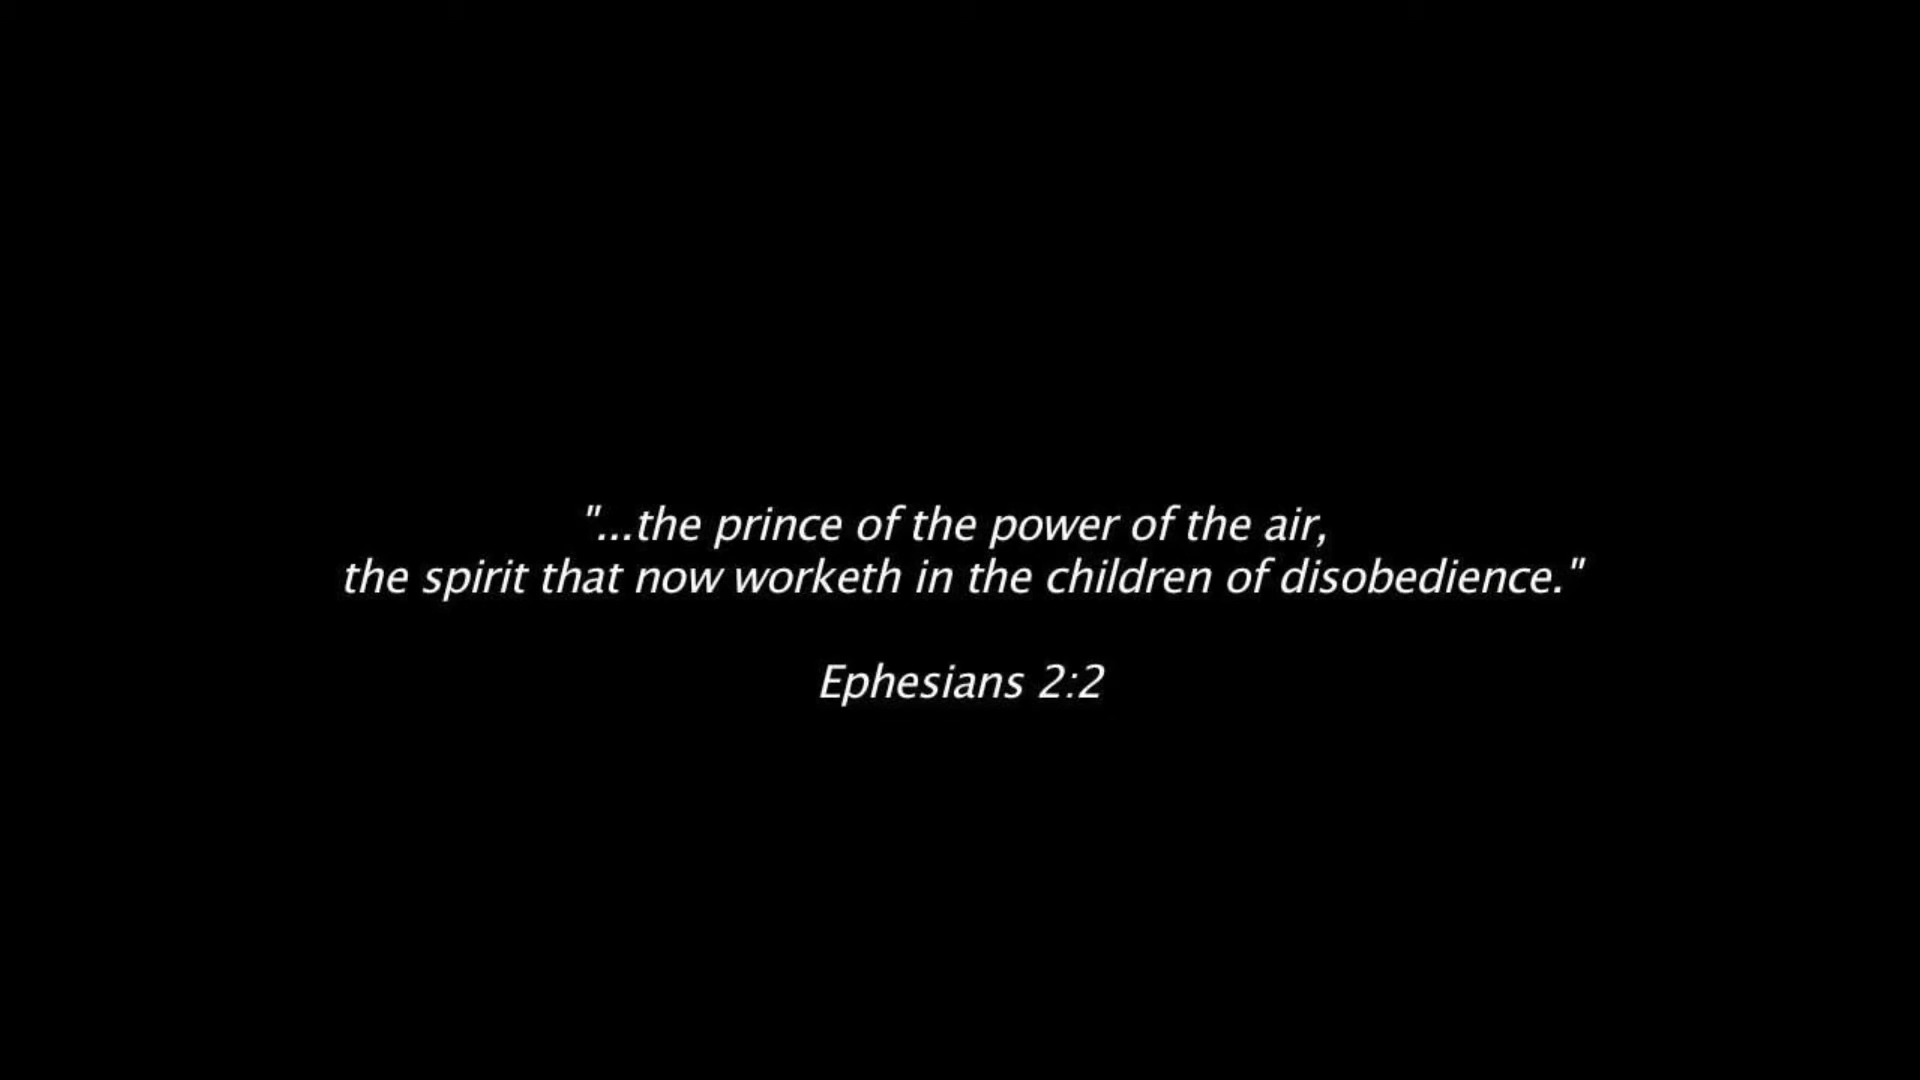 "...the prince of the power of the air,
the spirit that now worketh in the children of disobedience."
Ephesians 2:2